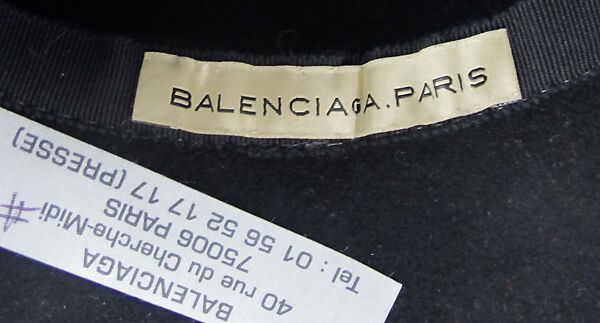 BALENCIAGA.PARIS
BALENCIAGA
40 rue du Cherche-Midi
75006 PARIS
Tel : 01 56 52 17 17 (PRESSE)
#